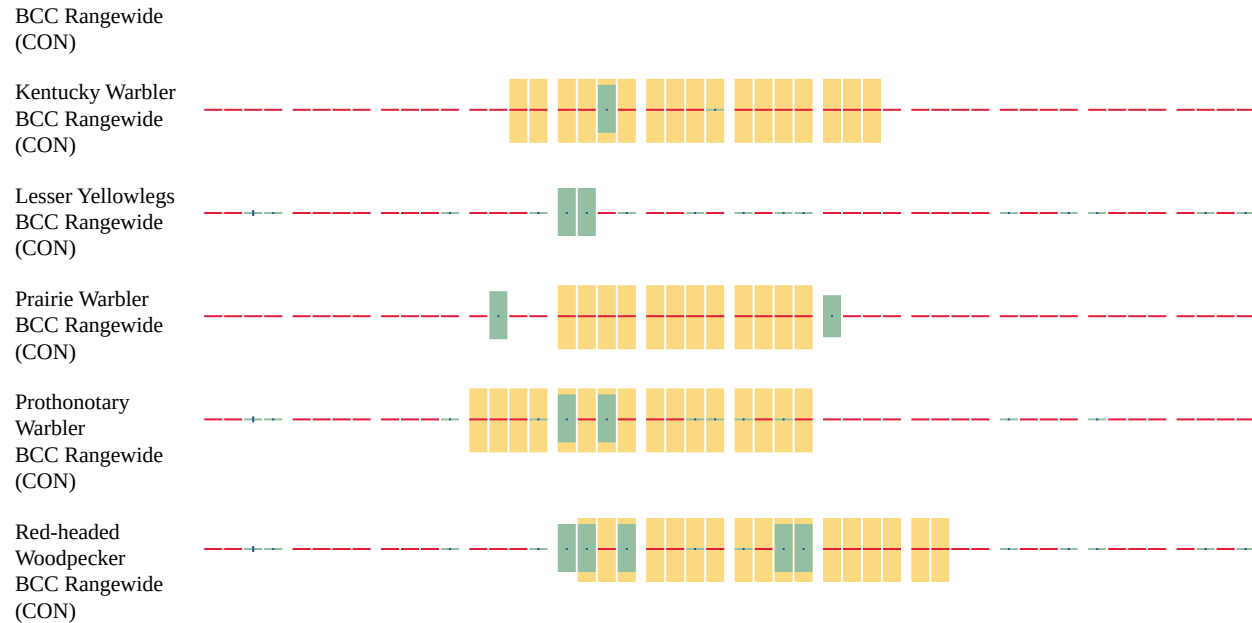 BCC Rangewide
(CON)
Kentucky Warbler
BCC Rangewide
(CON)
Lesser Yellowlegs
BCC Rangewide
(CON)
Prairie Warbler
BCC Rangewide
(CON)
Prothonotary
Warbler
BCC Rangewide
(CON)
Red-headed
Woodpecker
BCC Rangewide
(CON)